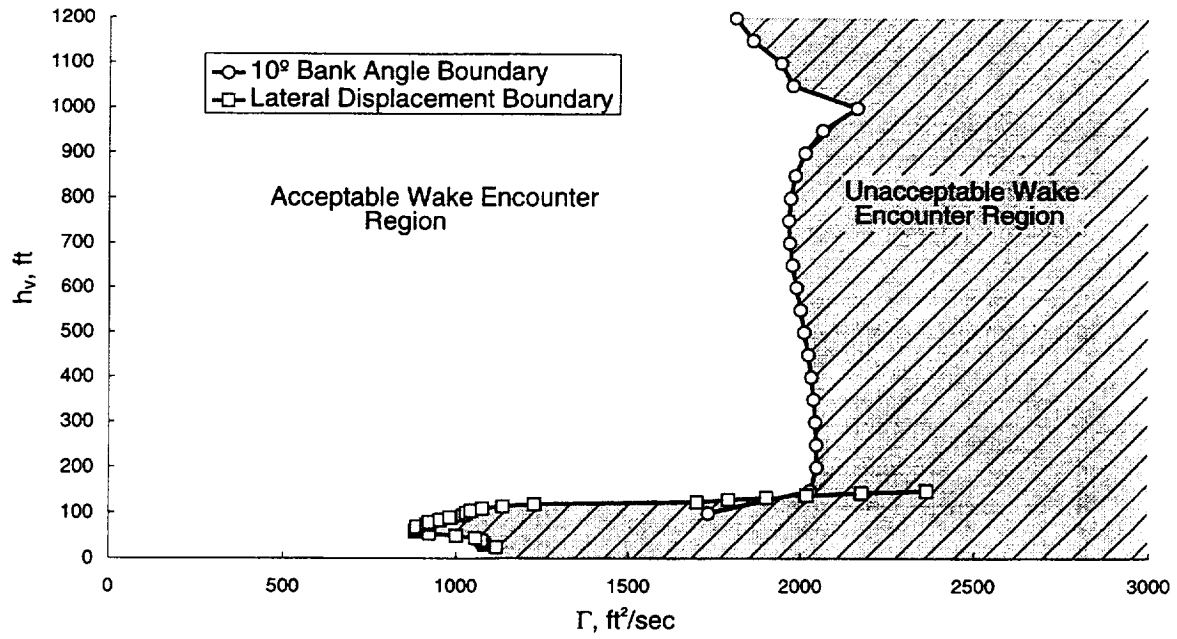 1200
1100
1000
900
800
700
600
500
400
300
200
100
0
h_v, ft
10º Bank Angle Boundary
Lateral Displacement Boundary
Acceptable Wake Encounter
Region
Unacceptable Wake
Encounter Region
0 500 1000 1500 2000 2500 3000
Γ, ft²/sec